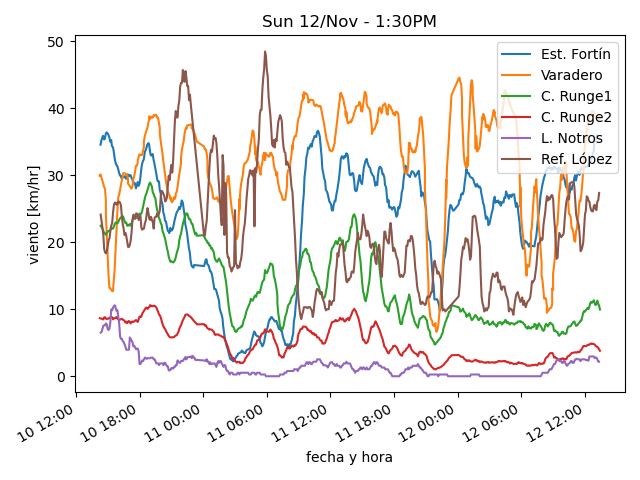 Sun 12/Nov - 1:30PM
50
40
30
20
10
0
viento [km/hr]
Est. Fortín
Varadero
C. Runge1
C. Runge2
L. Notros
Ref. López
10 12:00
10 18:00
11 00:00
11 06:00
11 12:00
11 18:00
12 00:00
12 06:00
12 12:00
fecha y hora